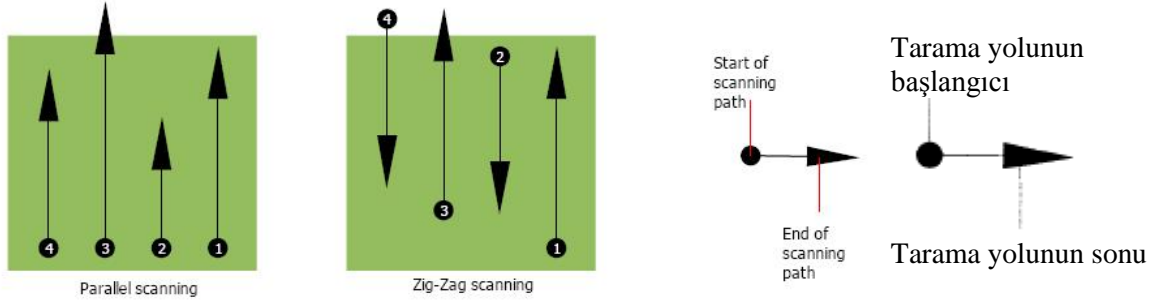 4 3 2 1
Parallel scanning
4
2
3
1
Zig-Zag scanning
Start of
scanning
path
End of
scanning
path
Tarama yolunun
başlangıcı
Tarama yolunun sonu